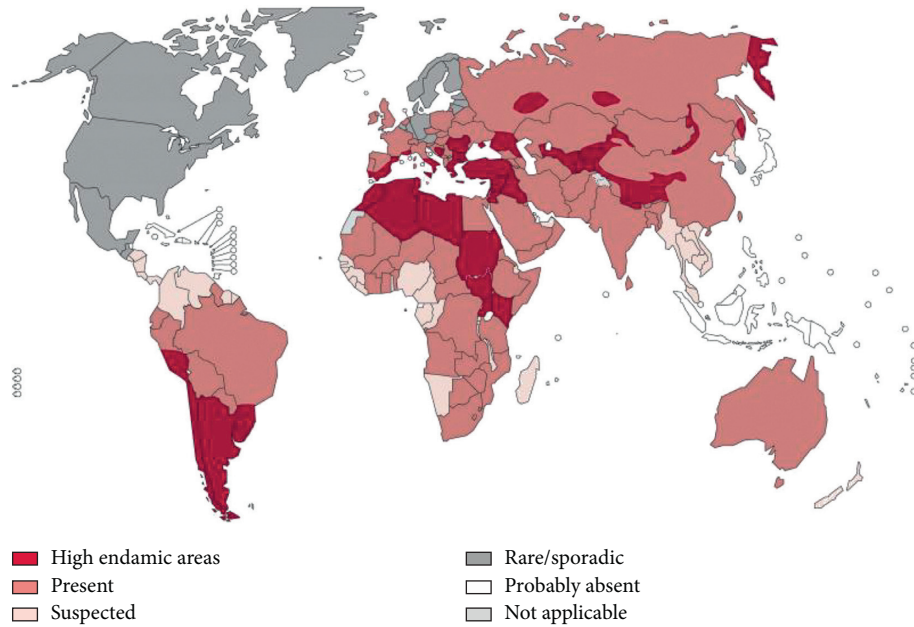 High endamic areas
Present
Suspected
Rare/sporadic
Probably absent
Not applicable